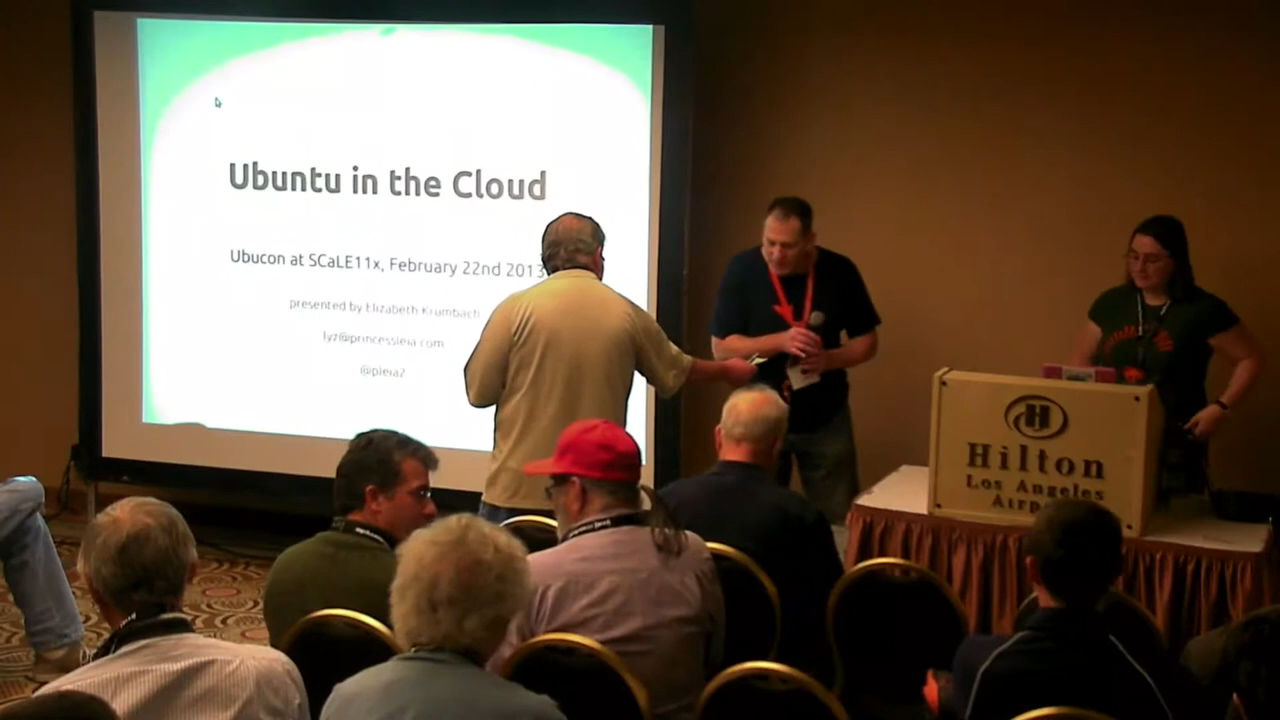 Ubuntu in the Cloud
Ubucon at SCaLE11x, February 22nd 2013
presented by Elizabeth Krumbach
lyz@princessleia.com
@pleia2
H
Hilton
Los Angeles